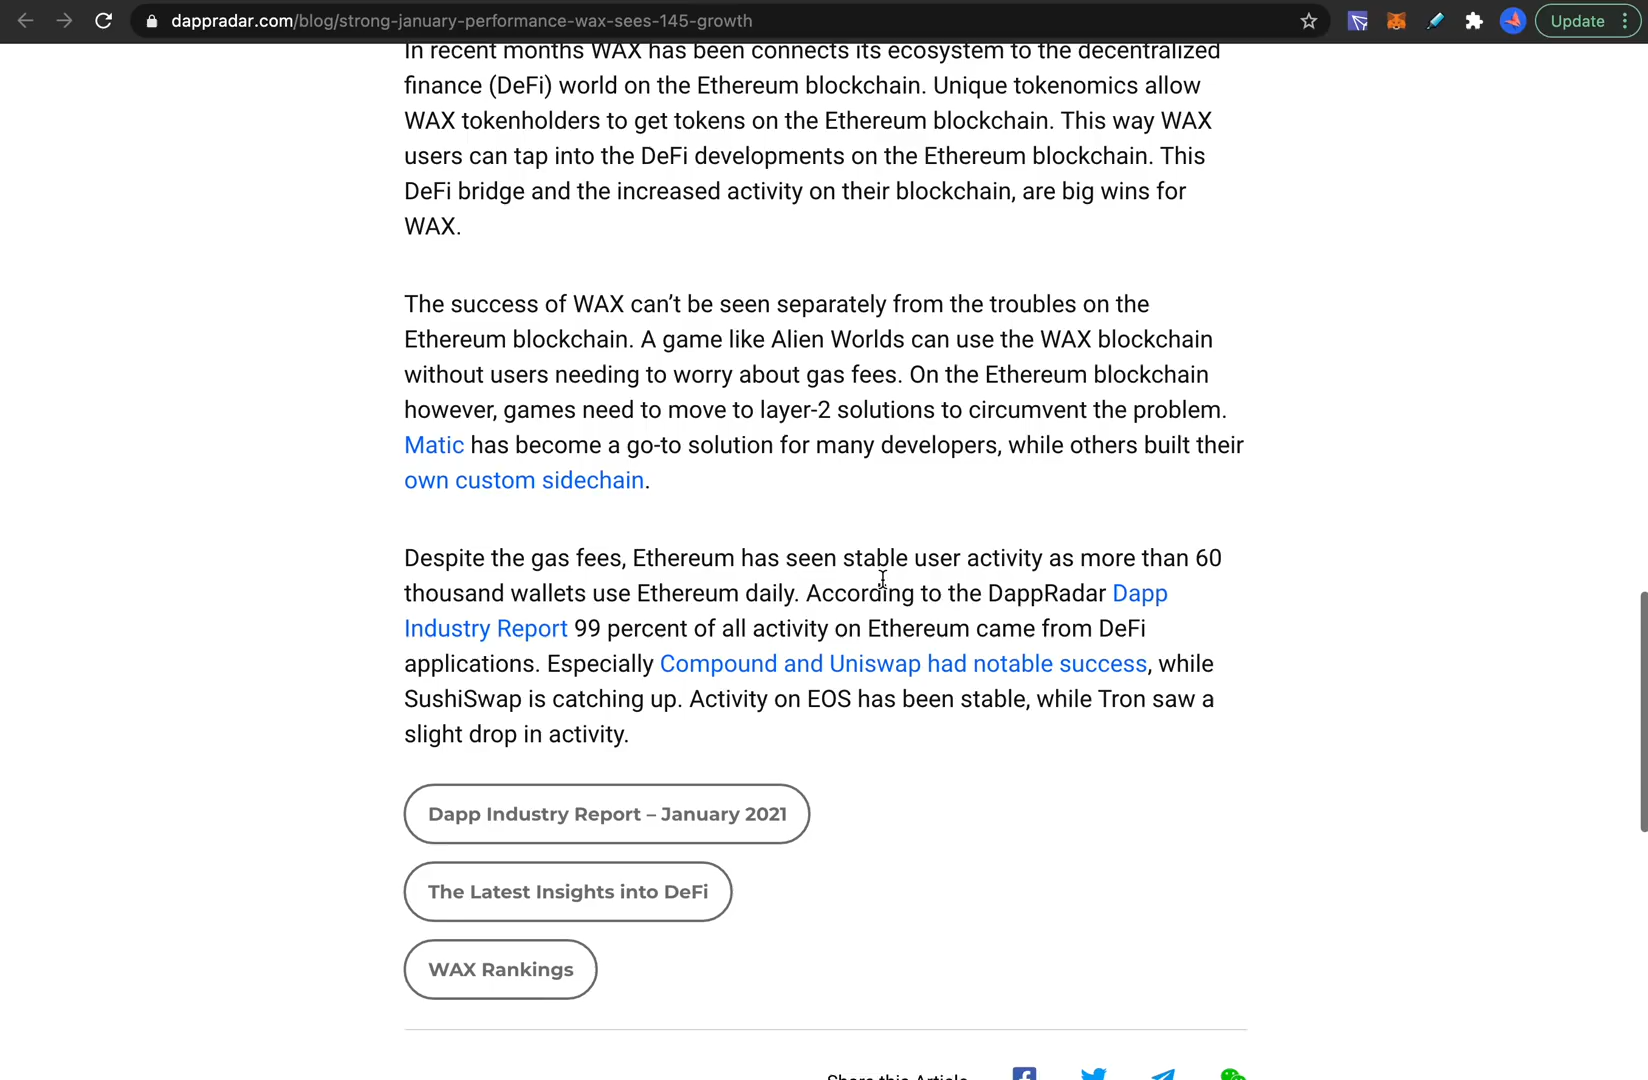 dappradar.com/blog/strong-january-performance-wax-sees-145-growth
Update
In recent months WAX has been connects its ecosystem to the decentralized
finance (DeFi) world on the Ethereum blockchain. Unique tokenomics allow
WAX tokenholders to get tokens on the Ethereum blockchain. This way WAX
users can tap into the DeFi developments on the Ethereum blockchain. This
DeFi bridge and the increased activity on their blockchain, are big wins for
WAX.
The success of WAX can’t be seen separately from the troubles on the
Ethereum blockchain. A game like Alien Worlds can use the WAX blockchain
without users needing to worry about gas fees. On the Ethereum blockchain
however, games need to move to layer-2 solutions to circumvent the problem.
Matic has become a go-to solution for many developers, while others built their
own custom sidechain.
Despite the gas fees, Ethereum has seen stable user activity as more than 60
thousand wallets use Ethereum daily. According to the DappRadar Dapp
Industry Report 99 percent of all activity on Ethereum came from DeFi
applications. Especially Compound and Uniswap had notable success, while
SushiSwap is catching up. Activity on EOS has been stable, while Tron saw a
slight drop in activity.
Dapp Industry Report – January 2021
The Latest Insights into DeFi
WAX Rankings
Share this Article